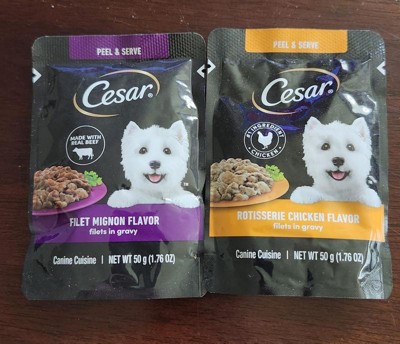 PEEL & SERVE
Cesar®
MADE WITH
REAL BEEF
FILET MIGNON FLAVOR
filets in gravy
Canine Cuisine | NET WT 50 g (1.76 OZ)
PEEL & SERVE
Cesar®
#1 INGREDIENT
CHICKEN
ROTISSERIE CHICKEN FLAVOR
filets in gravy
Canine Cuisine | NET WT 50 g (1.76 OZ)